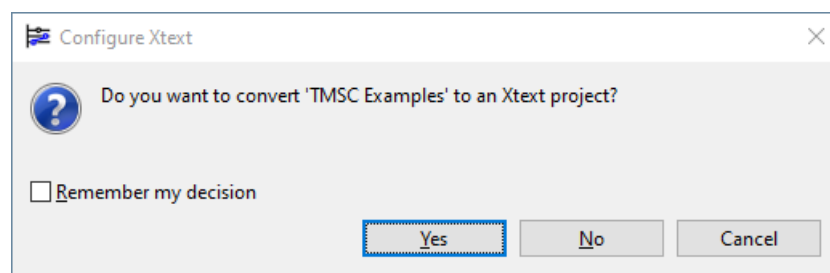 Configure Xtext
Do you want to convert 'TMSC Examples' to an Xtext project?
Remember my decision
Yes No Cancel